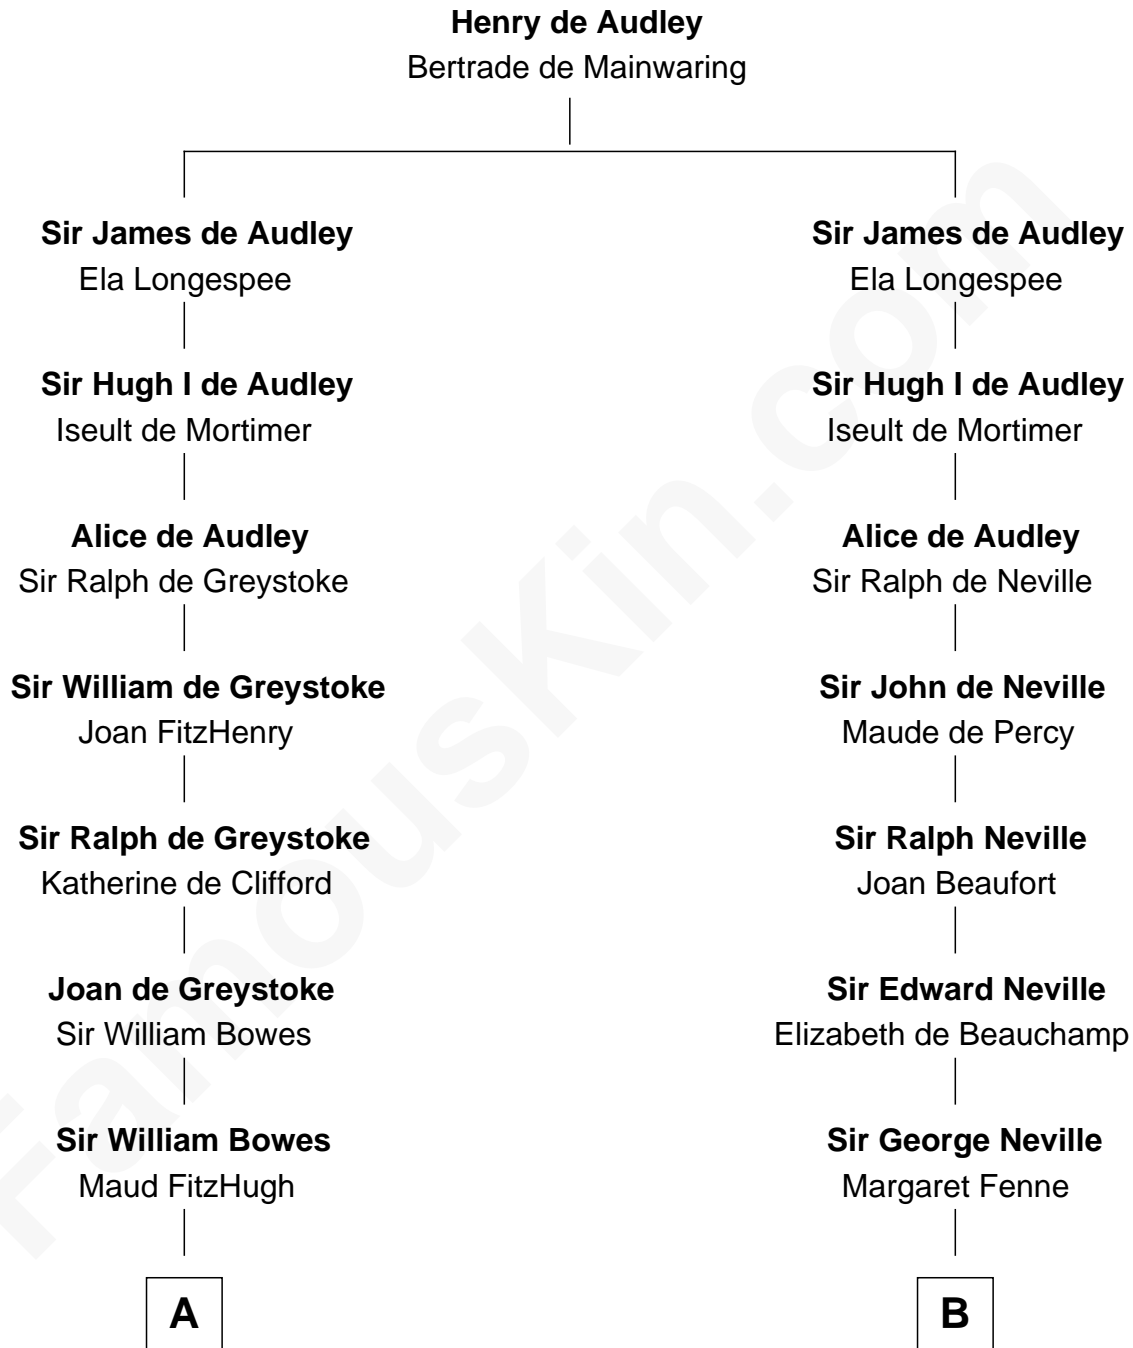 Henry de Audley
Bertrade de Mainwaring
Sir James de Audley
Ela Longespee
Sir James de Audley
Ela Longespee
Sir Hugh I de Audley
Iseult de Mortimer
Sir Hugh I de Audley
Iseult de Mortimer
Alice de Audley
Sir Ralph de Greystoke
Alice de Audley
Sir Ralph de Neville
Sir William de Greystoke
Joan FitzHenry
Sir John de Neville
Maude de Percy
Sir Ralph de Greystoke
Katherine de Clifford
Sir Ralph Neville
Joan Beaufort
Joan de Greystoke
Sir William Bowes
Sir Edward Neville
Elizabeth de Beauchamp
Sir William Bowes
Maud FitzHugh
Sir George Neville
Margaret Fenne
A
B
FamousKin.com